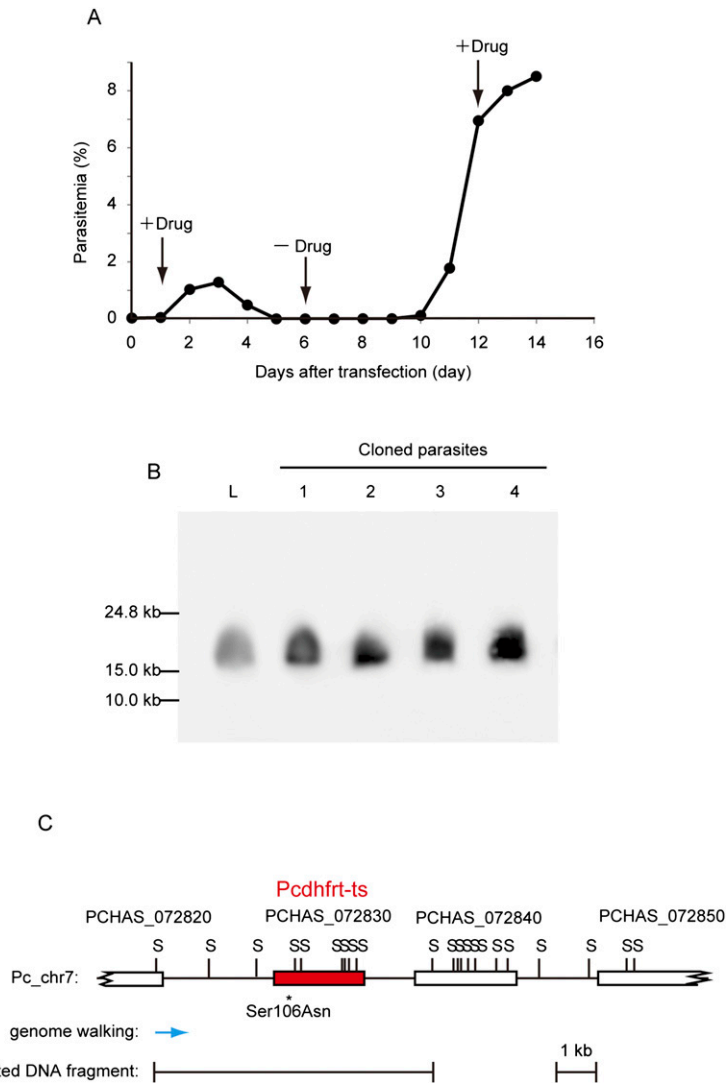 A
+Drug
8
6
4
2
0
Parasitemia (%)
+Drug
− Drug
0 2 4 6 8 10 12 14 16
Days after transfection (day)
Cloned parasites
B
L 1 2 3 4
24.8 kb
15.0 kb
10.0 kb
C
Pcdhfrt-ts
PCHAS_072820 PCHAS_072830 PCHAS_072840 PCHAS_072850
S S S SS SSSS S SSSSS SS S S SS
Pc_chr7:
*
Ser106Asn
genome walking:
1 kb
ted DNA fragment: